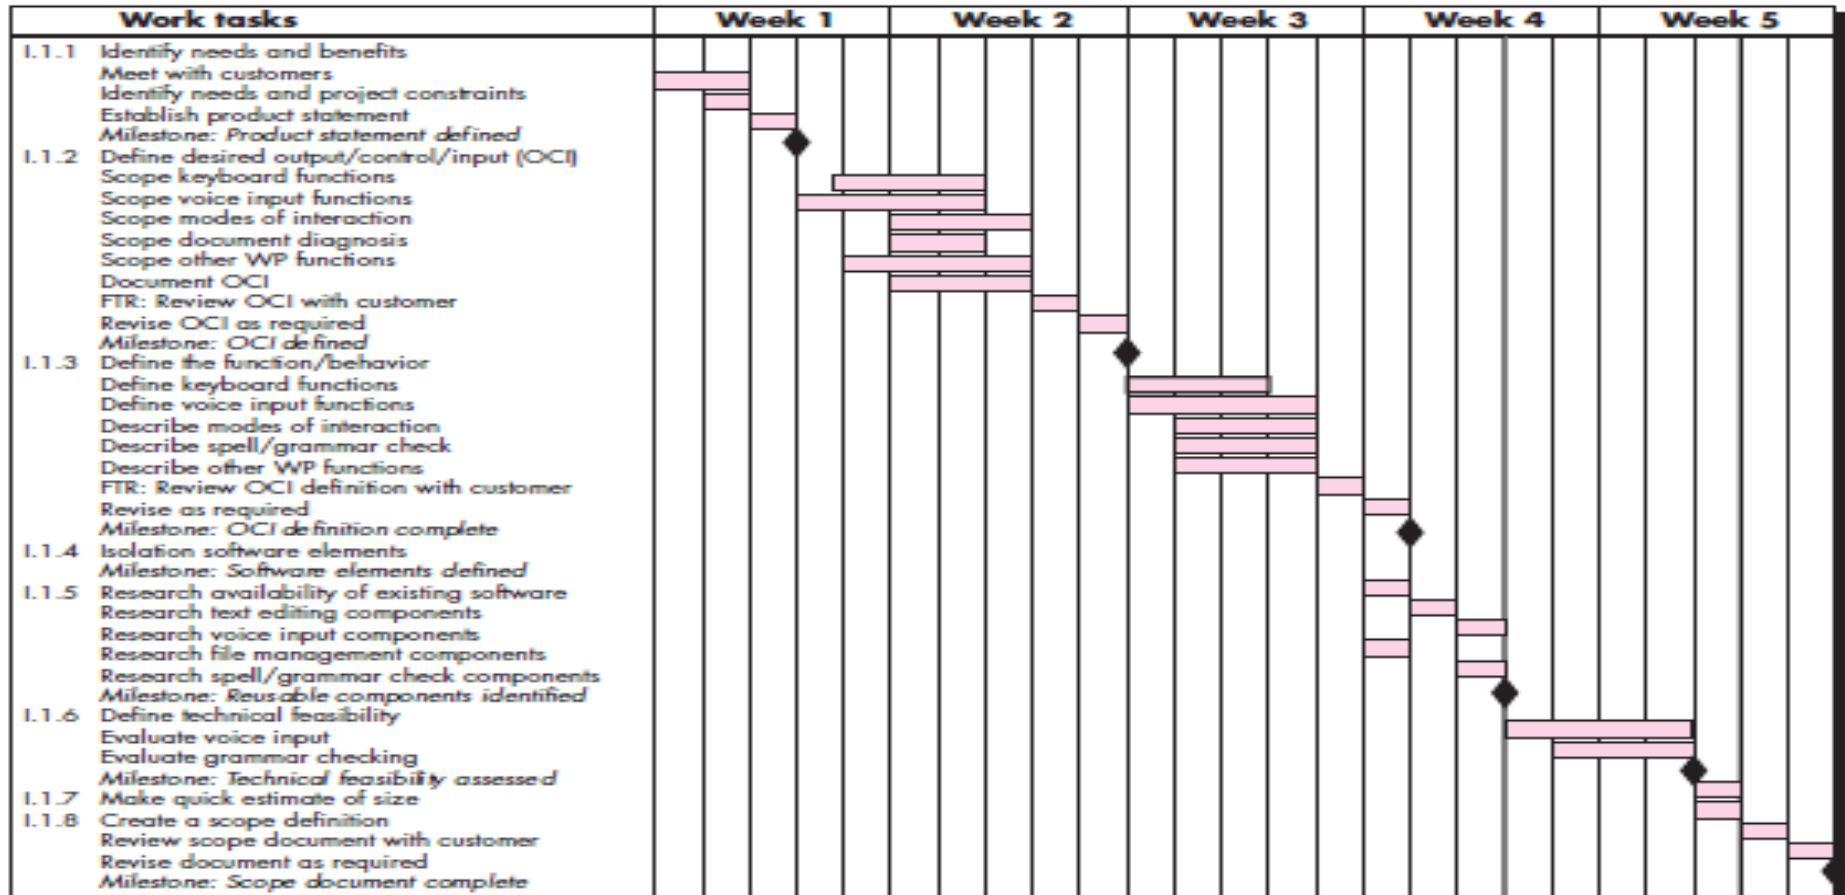 Work tasks Week 1 Week 2 Week 3 Week 4 Week 5
I.1.1 Identify needs and benefits
Meet with customers
Identify needs and project constraints
Establish product statement
Milestone: Product statement defined
I.1.2 Define desired output/control/input (OCI)
Scope keyboard functions
Scope voice input functions
Scope modes of interaction
Scope document diagnosis
Scope other WP functions
Document OCI
FTR: Review OCI with customer
Revise OCI as required
Milestone: OCI defined
I.1.3 Define the function/behavior
Define keyboard functions
Define voice input functions
Describe modes of interaction
Describe spell/grammar check
Describe other WP functions
FTR: Review OCI definition with customer
Revise as required
Milestone: OCI definition complete
I.1.4 Isolation software elements
Milestone: Software elements defined
I.1.5 Research availability of existing software
Research text editing components
Research voice input components
Research file management components
Research spell/grammar check components
Milestone: Reusable components identified
I.1.6 Define technical feasibility
Evaluate voice input
Evaluate grammar checking
Milestone: Technical feasibility assessed
I.1.7 Make quick estimate of size
I.1.8 Create a scope definition
Review scope document with customer
Revise document as required
Milestone: Scope document complete